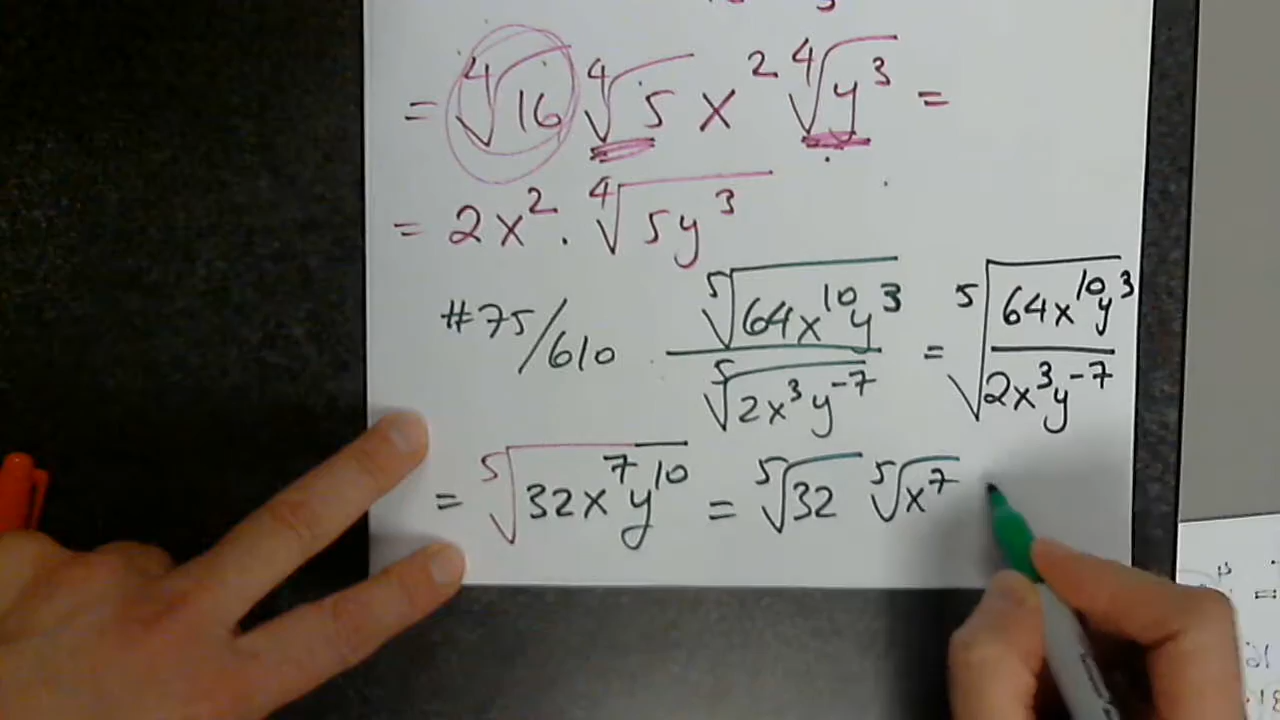 = ⁴√16 ⁴√5 x² ⁴√y³ =
= 2x² · ⁴√5y³
#75/610 ⁵√64x¹⁰y³ / ⁵√2x³y⁻⁷ = ⁵√(64x¹⁰y³ / 2x³y⁻⁷)
= ⁵√32x⁷y¹⁰ = ⁵√32 ⁵√x⁷